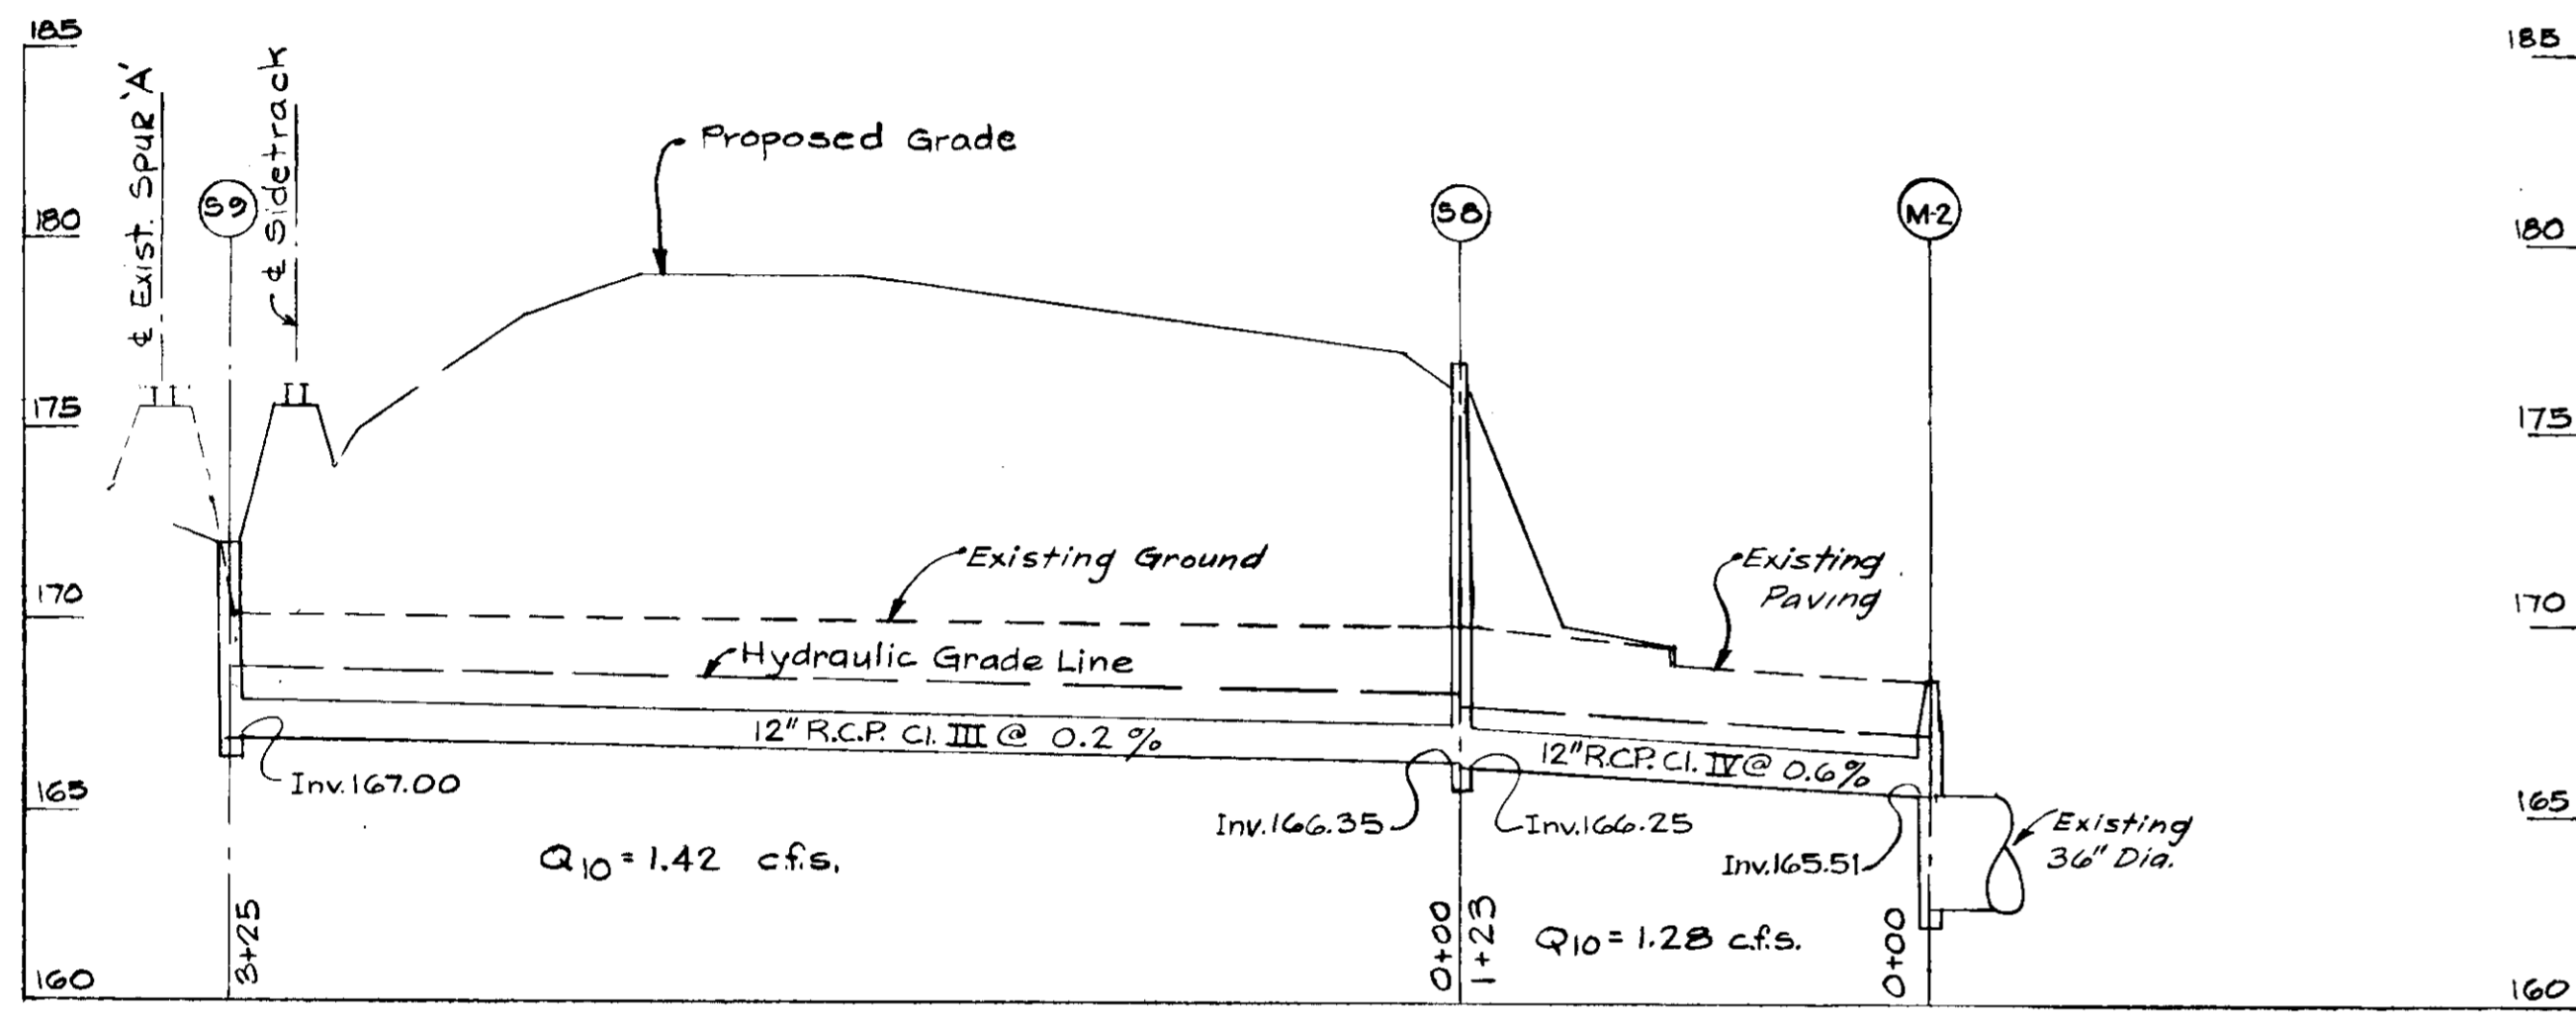 185
185
℄ Exist. Spur 'A'
℄ Sidetrack
Proposed Grade
S9
S8
M-2
180
180
175
175
Existing Ground
Existing
Paving
170
170
Hydraulic Grade Line
12" R.C.P. Cl. III @ 0.2 %
12" R.C.P. Cl. IV @ 0.6%
Inv. 167.00
165
165
Inv. 166.35
Inv. 166.25
Inv. 165.51
Existing
36" Dia.
Q10 = 1.42 c.f.s.
Q10 = 1.28 c.f.s.
3+25
0+00
1+23
0+00
160
160